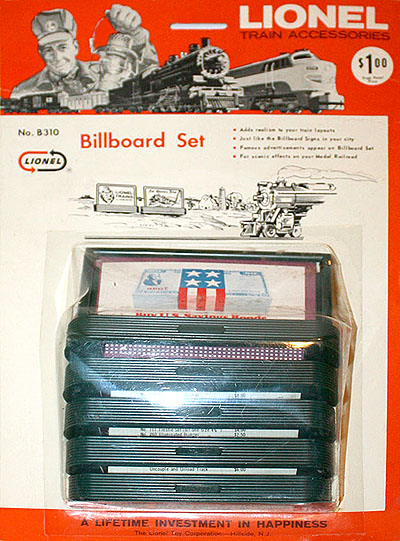 LIONEL
TRAIN ACCESSORIES
$1.00
No. B310
Billboard Set
LIONEL
• Adds realism to your train layouts
• Just like the Billboard Signs in your city
• Famous advertisements appear on Billboard Set
• For scenic effects on your Model Railroad
LIONEL
TRAINS
Buy U.S. Savings Bonds
Uncouple and Unload Track
A LIFETIME INVESTMENT IN HAPPINESS
The Lionel Toy Corporation—Hillside, N.J.